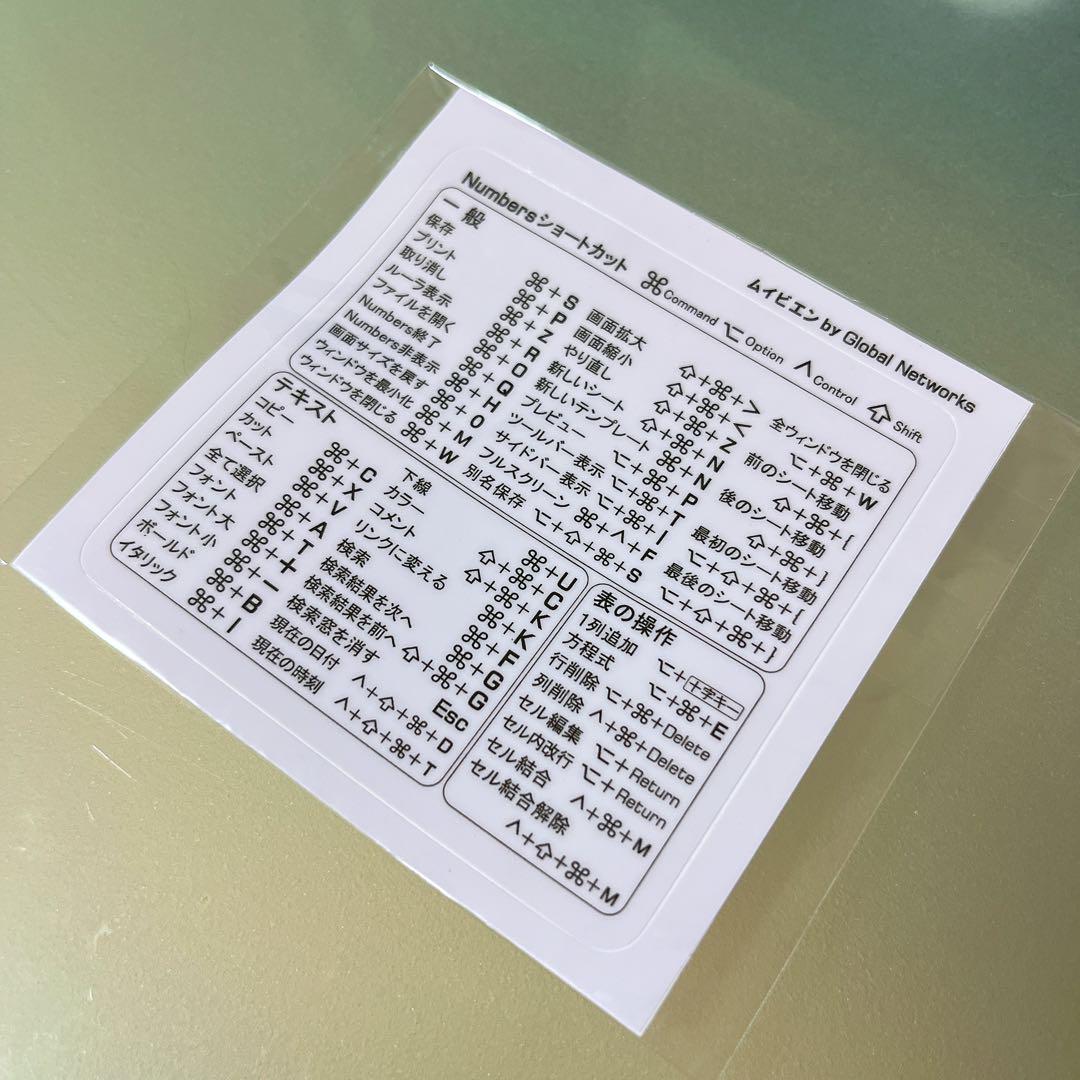 Numbersショートカット ⌘Command ⌥Option ^Control ⇧Shift
ムイビエン by Global Networks
一般
保存 ⌘+S
プリント ⌘+P
取り消し ⌘+Z
ルーラ表示 ⌘+R
ファイルを開く ⌘+O
Numbers終了 ⌘+Q
Numbers非表示 ⌘+H
画面サイズを戻す ⌘+0
ウィンドウを最小化 ⌘+M
ウィンドウを閉じる ⌘+W
画面拡大 ⇧+⌘+>
画面縮小 ⇧+⌘+<
やり直し ⇧+⌘+Z
新しいシート ⇧+⌘+N
新しいテンプレート ⌘+N
プレビュー ⌥+⌘+P
ツールバー表示 ⌥+⌘+T
サイドバー表示 ⌥+⌘+I
フルスクリーン ⌘+^+F
別名保存 ⌥+⇧+⌘+S
全ウィンドウを閉じる
⌥+⌘+W
前のシート移動
⇧+⌘+{
後のシート移動
⇧+⌘+}
最初のシート移動
⌥+⇧+⌘+{
最後のシート移動
⌥+⇧+⌘+}
テキスト
コピー ⌘+C
カット ⌘+X
ペースト ⌘+V
全て選択 ⌘+A
フォント ⌘+T
フォント大 ⌘++
フォント小 ⌘+−
ボールド ⌘+B
イタリック ⌘+I
下線 ⌘+U
カラー ⇧+⌘+C
コメント ⇧+⌘+K
リンクに変える ⌘+K
検索 ⌘+F
検索結果を次へ ⌘+G
検索結果を前へ ⇧+⌘+G
検索窓を消す Esc
現在の日付 ^+⇧+⌘+D
現在の時刻 ^+⇧+⌘+T
表の操作
1列追加 ⌥+十字キー
方程式 ⌥+⌘+E
行削除 ⌥+⌘+Delete
列削除 ^+⌘+Delete
セル編集 ⌥+Return
セル内改行 ⌥+Return
セル結合 ^+⌘+M
セル結合解除
^+⇧+⌘+M